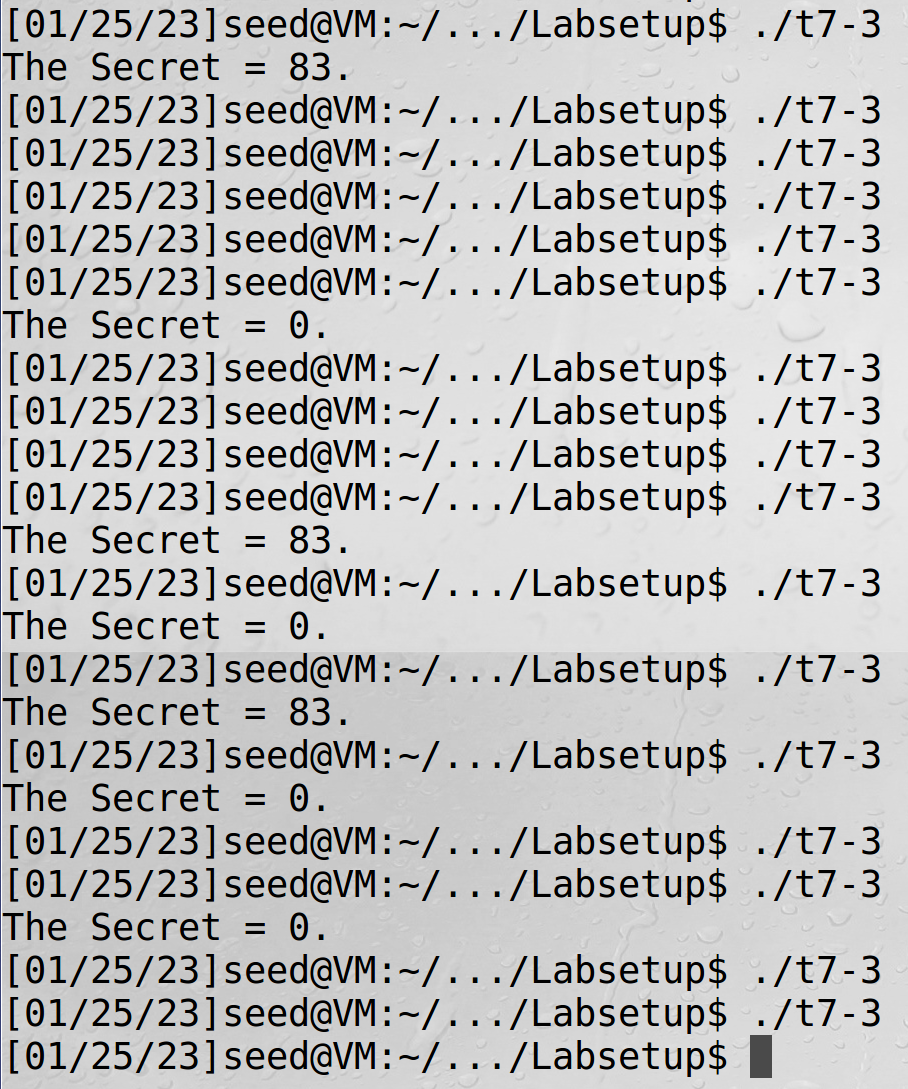 [01/25/23]seed@VM:~/.../Labsetup$ ./t7-3
The Secret = 83.
[01/25/23]seed@VM:~/.../Labsetup$ ./t7-3
[01/25/23]seed@VM:~/.../Labsetup$ ./t7-3
[01/25/23]seed@VM:~/.../Labsetup$ ./t7-3
[01/25/23]seed@VM:~/.../Labsetup$ ./t7-3
[01/25/23]seed@VM:~/.../Labsetup$ ./t7-3
The Secret = 0.
[01/25/23]seed@VM:~/.../Labsetup$ ./t7-3
[01/25/23]seed@VM:~/.../Labsetup$ ./t7-3
[01/25/23]seed@VM:~/.../Labsetup$ ./t7-3
[01/25/23]seed@VM:~/.../Labsetup$ ./t7-3
The Secret = 83.
[01/25/23]seed@VM:~/.../Labsetup$ ./t7-3
The Secret = 0.
[01/25/23]seed@VM:~/.../Labsetup$ ./t7-3
The Secret = 83.
[01/25/23]seed@VM:~/.../Labsetup$ ./t7-3
The Secret = 0.
[01/25/23]seed@VM:~/.../Labsetup$ ./t7-3
[01/25/23]seed@VM:~/.../Labsetup$ ./t7-3
The Secret = 0.
[01/25/23]seed@VM:~/.../Labsetup$ ./t7-3
[01/25/23]seed@VM:~/.../Labsetup$ ./t7-3
[01/25/23]seed@VM:~/.../Labsetup$